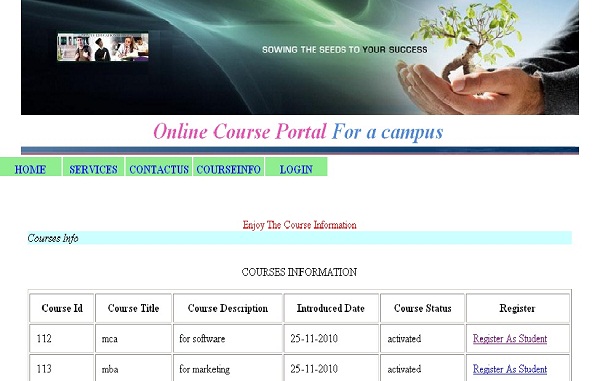 SOWING THE SEEDS TO YOUR SUCCESS
Online Course Portal For a campus
HOME SERVICES CONTACTUS COURSEINFO LOGIN
Enjoy The Course Information
Courses Info
COURSES INFORMATION
Course Id Course Title Course Description Introduced Date Course Status Register
112 mca for software 25-11-2010 activated Register As Student
113 mba for marketing 25-11-2010 activated Register As Student